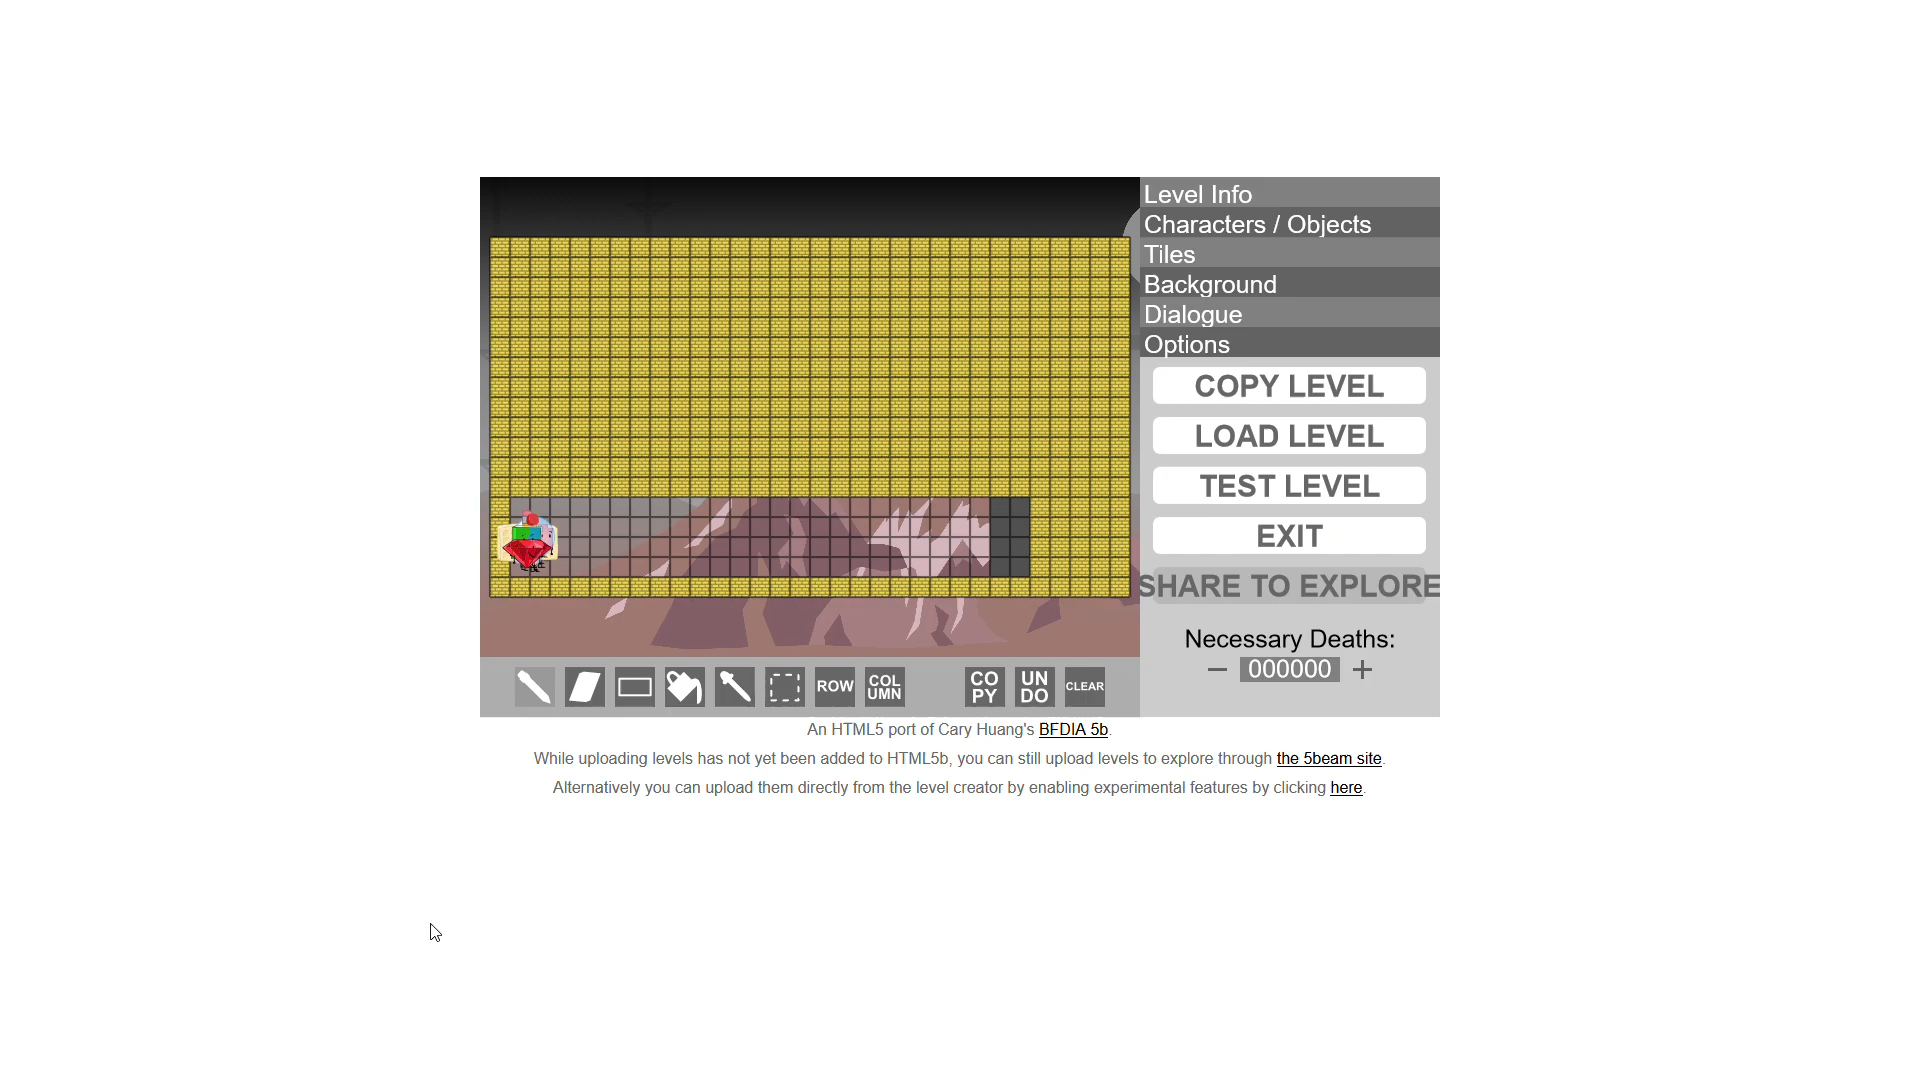 Level Info
Characters / Objects
Tiles
Background
Dialogue
Options
COPY LEVEL
LOAD LEVEL
TEST LEVEL
EXIT
SHARE TO EXPLORE
Necessary Deaths:
− 000000 +
ROW
COL
UMN
CO
PY
UN
DO
CLEAR
An HTML5 port of Cary Huang's BFDIA 5b.
While uploading levels has not yet been added to HTML5b, you can still upload levels to explore through the 5beam site.
Alternatively you can upload them directly from the level creator by enabling experimental features by clicking here.